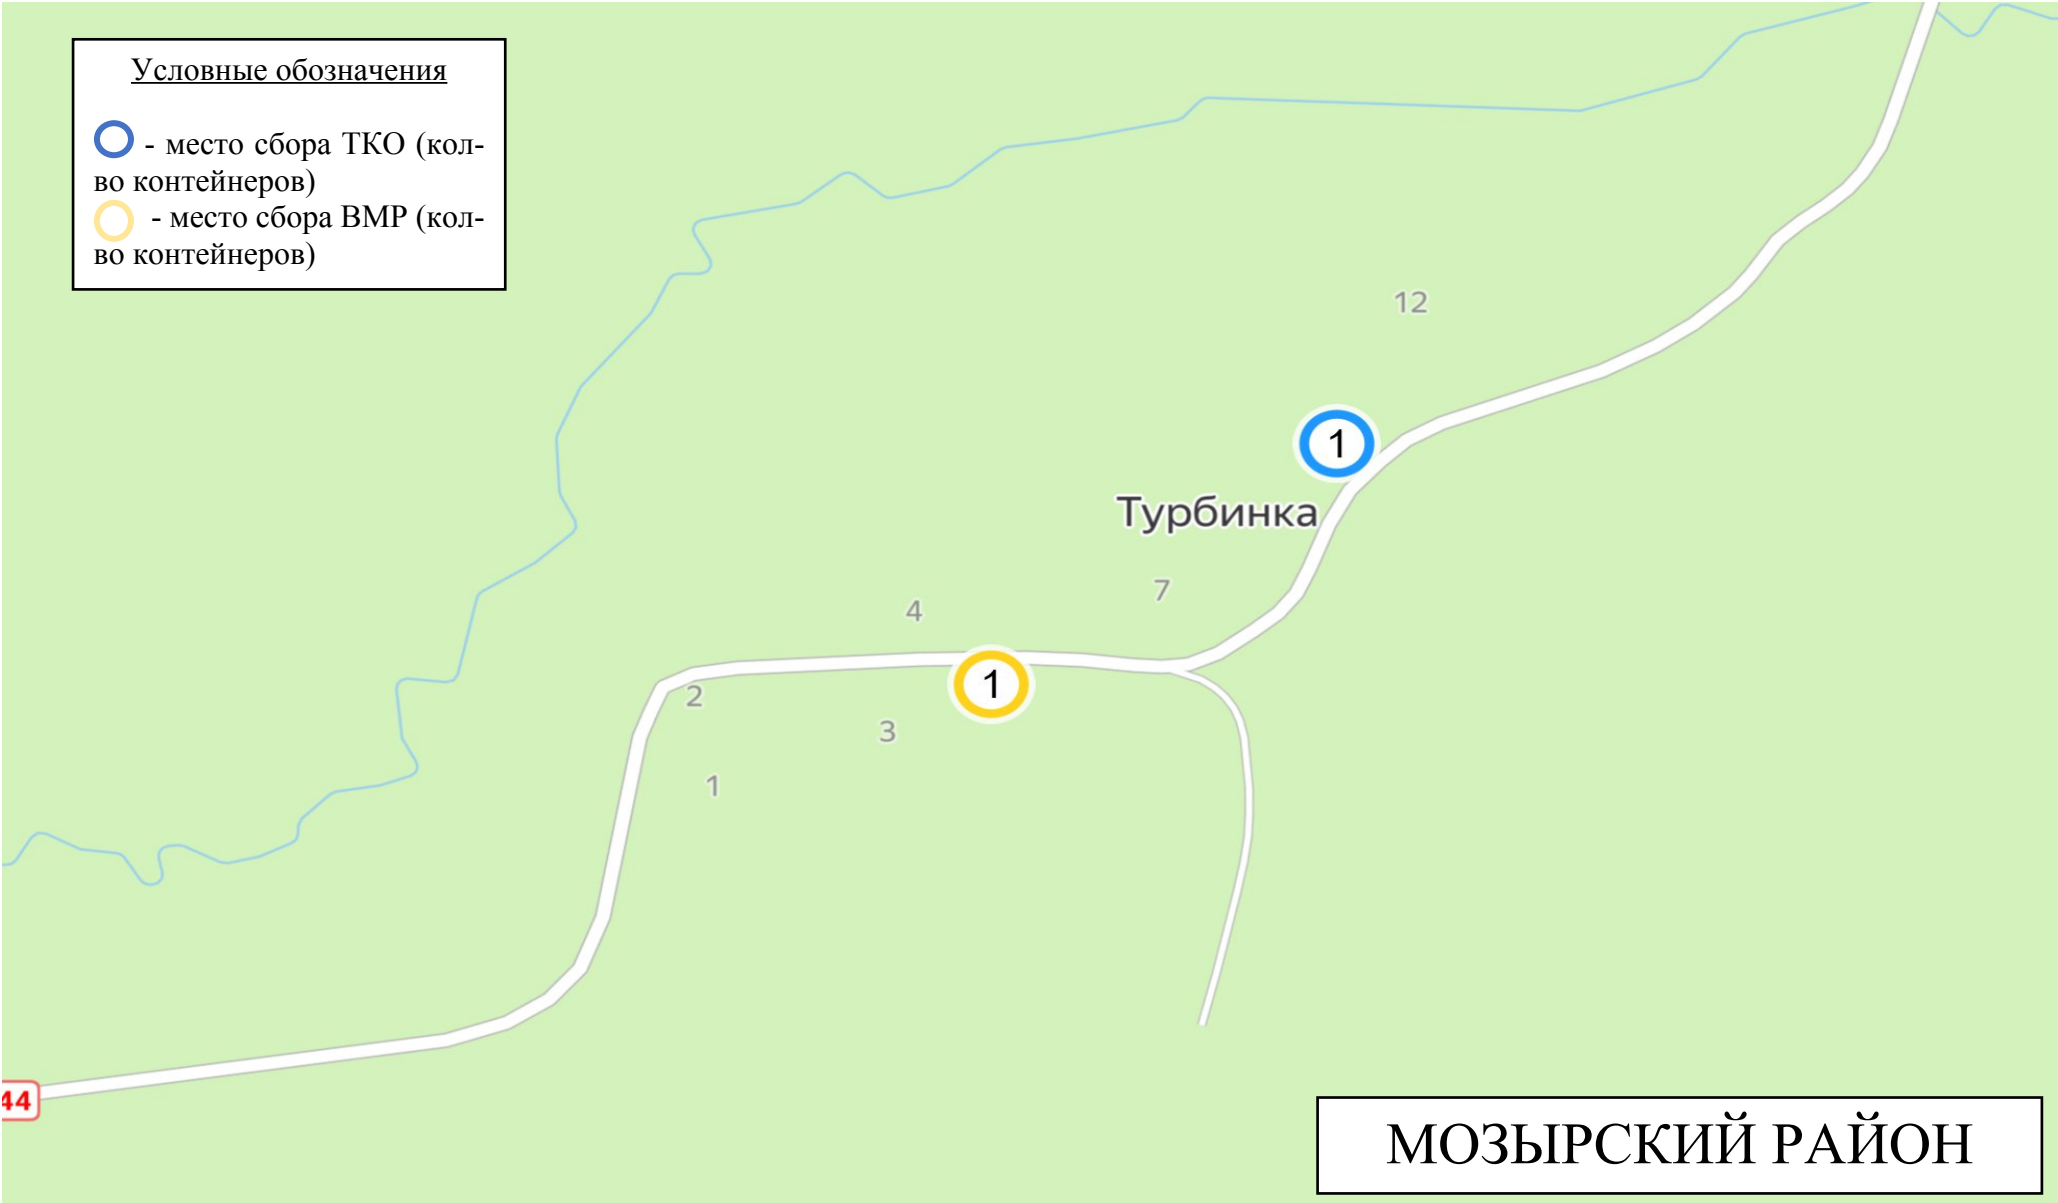 Условные обозначения
- место сбора ТКО (кол-
во контейнеров)
- место сбора ВМР (кол-
во контейнеров)
12
1
Турбинка
7
4
1
2
3
1
44
МОЗЫРСКИЙ РАЙОН